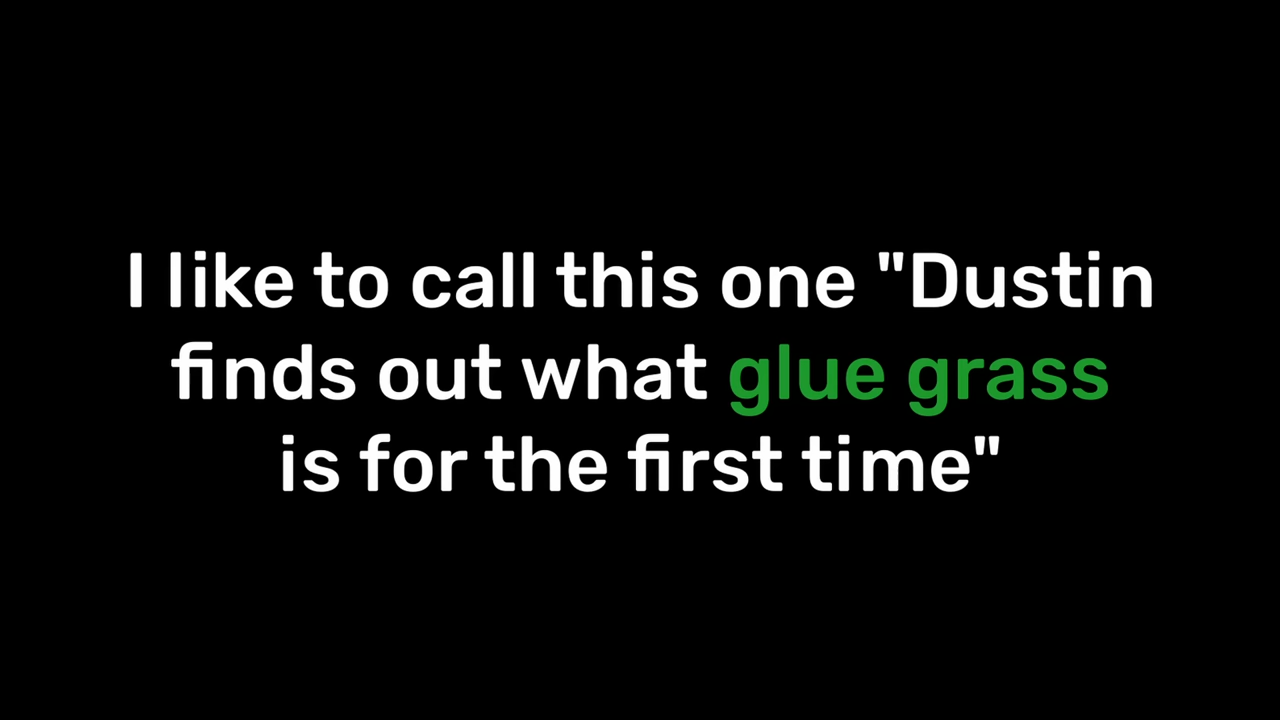 I like to call this one "Dustin
finds out what glue grass
is for the first time"